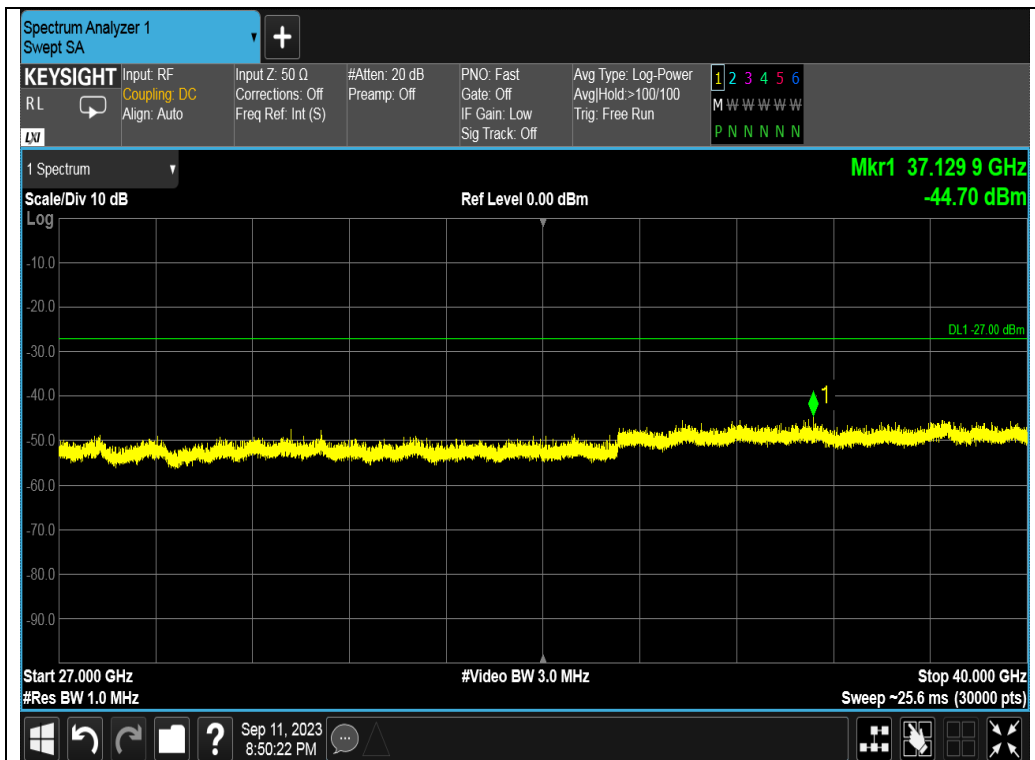 Spectrum Analyzer 1
Swept SA
+
KEYSIGHT
RL
LXI
Input: RF
Coupling: DC
Align: Auto
Input Z: 50 Ω
Corrections: Off
Freq Ref: Int (S)
#Atten: 20 dB
Preamp: Off
PNO: Fast
Gate: Off
IF Gain: Low
Sig Track: Off
Avg Type: Log-Power
Avg|Hold:>100/100
Trig: Free Run
1 2 3 4 5 6
M W W W W W
P N N N N N
1 Spectrum
Mkr1 37.129 9 GHz
-44.70 dBm
Scale/Div 10 dB
Ref Level 0.00 dBm
Log
-10.0
-20.0
DL1 -27.00 dBm
-30.0
-40.0
1
-50.0
-60.0
-70.0
-80.0
-90.0
Start 27.000 GHz
#Video BW 3.0 MHz
Stop 40.000 GHz
#Res BW 1.0 MHz
Sweep ~25.6 ms (30000 pts)
?
Sep 11, 2023
8:50:22 PM